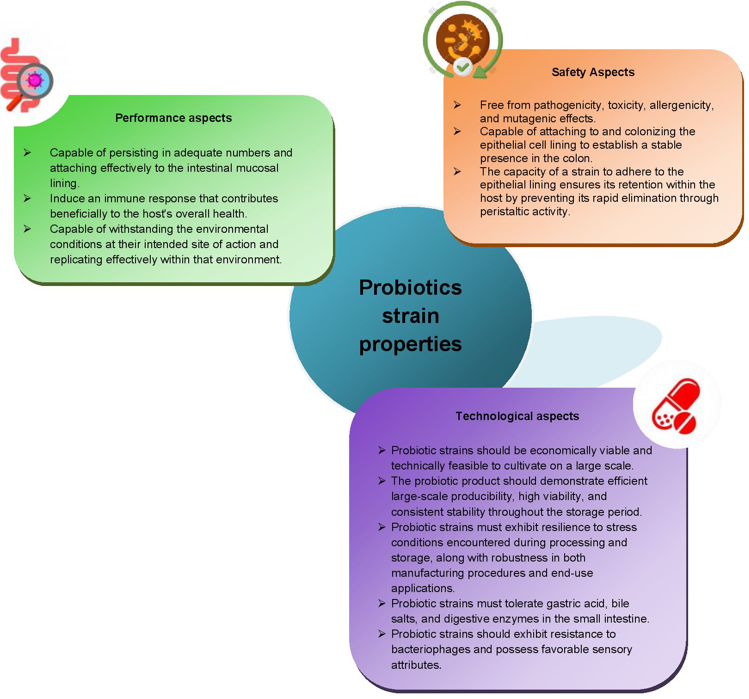 Safety Aspects
➢ Free from pathogenicity, toxicity, allergenicity,
and mutagenic effects.
➢ Capable of attaching to and colonizing the
epithelial cell lining to establish a stable
presence in the colon.
➢ The capacity of a strain to adhere to the
epithelial lining ensures its retention within the
host by preventing its rapid elimination through
peristaltic activity.
Performance aspects
➢ Capable of persisting in adequate numbers and
attaching effectively to the intestinal mucosal
lining.
➢ Induce an immune response that contributes
beneficially to the host's overall health.
➢ Capable of withstanding the environmental
conditions at their intended site of action and
replicating effectively within that environment.
Probiotics
strain
properties
Technological aspects
➢ Probiotic strains should be economically viable and
technically feasible to cultivate on a large scale.
➢ The probiotic product should demonstrate efficient
large-scale producibility, high viability, and
consistent stability throughout the storage period.
➢ Probiotic strains must exhibit resilience to stress
conditions encountered during processing and
storage, along with robustness in both
manufacturing procedures and end-use
applications.
➢ Probiotic strains must tolerate gastric acid, bile
salts, and digestive enzymes in the small intestine.
➢ Probiotic strains should exhibit resistance to
bacteriophages and possess favorable sensory
attributes.